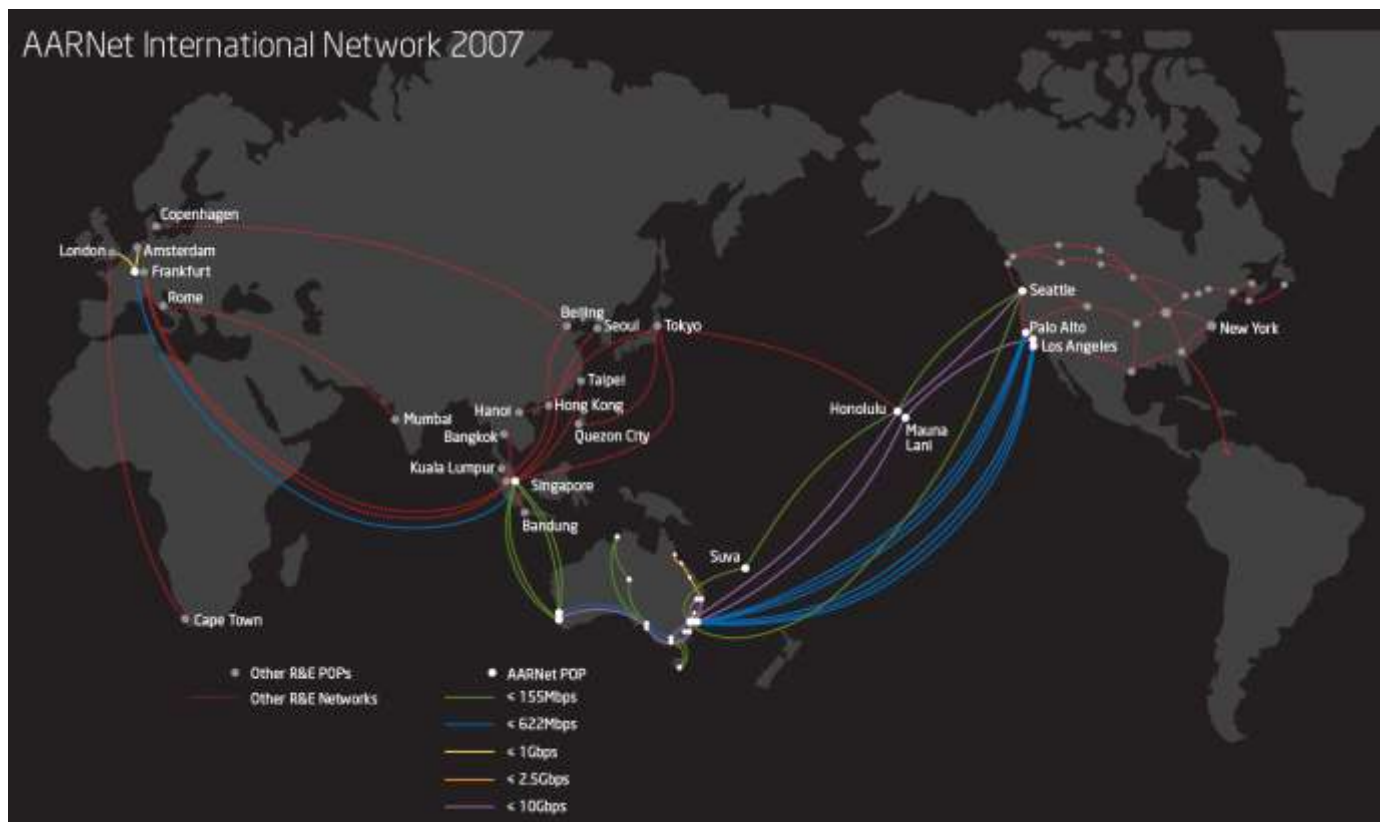 AARNet International Network 2007
Copenhagen
London
Amsterdam
Frankfurt
Rome
Beijing
Seoul
Tokyo
Seattle
Palo Alto
New York
Los Angeles
Taipei
Hanoi
Hong Kong
Mumbai
Bangkok
Quezon City
Honolulu
Mauna
Lani
Kuala Lumpur
Singapore
Bandung
Suva
Cape Town
Other R&E POPs
Other R&E Networks
AARNet POP
< 155Mbps
< 622Mbps
< 1Gbps
< 2.5Gbps
< 10Gbps